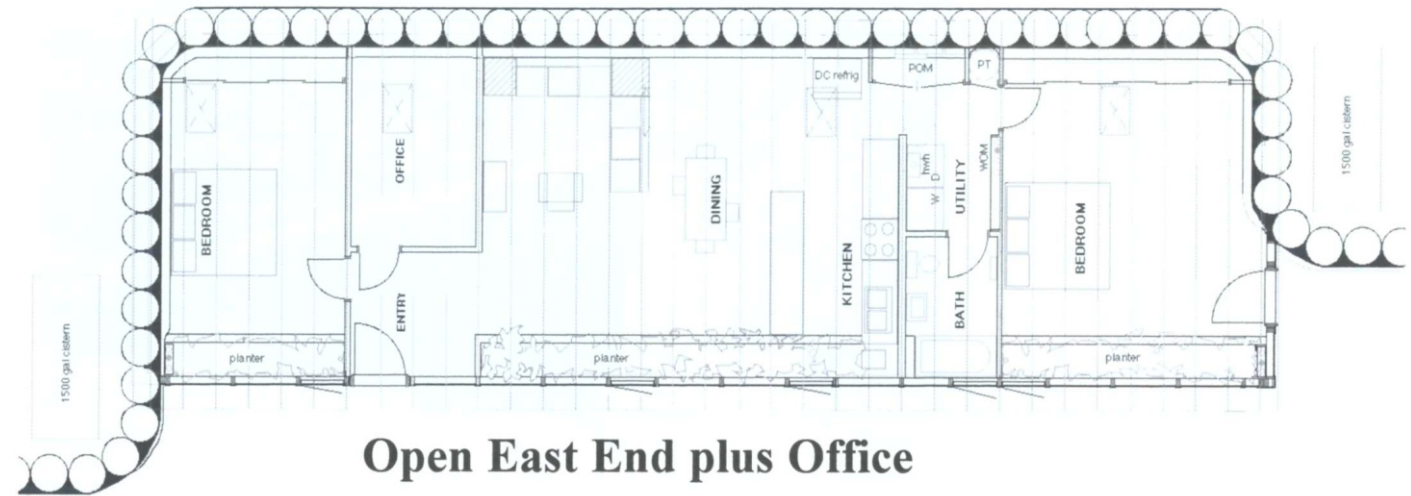 POM
PT
DC refrig
OFFICE
BEDROOM
DINING
hwh
D
W
UTILITY
WOM
BEDROOM
1500 gal cistern
KITCHEN
ENTRY
BATH
1500 gal cistern
planter
planter
planter
Open East End plus Office